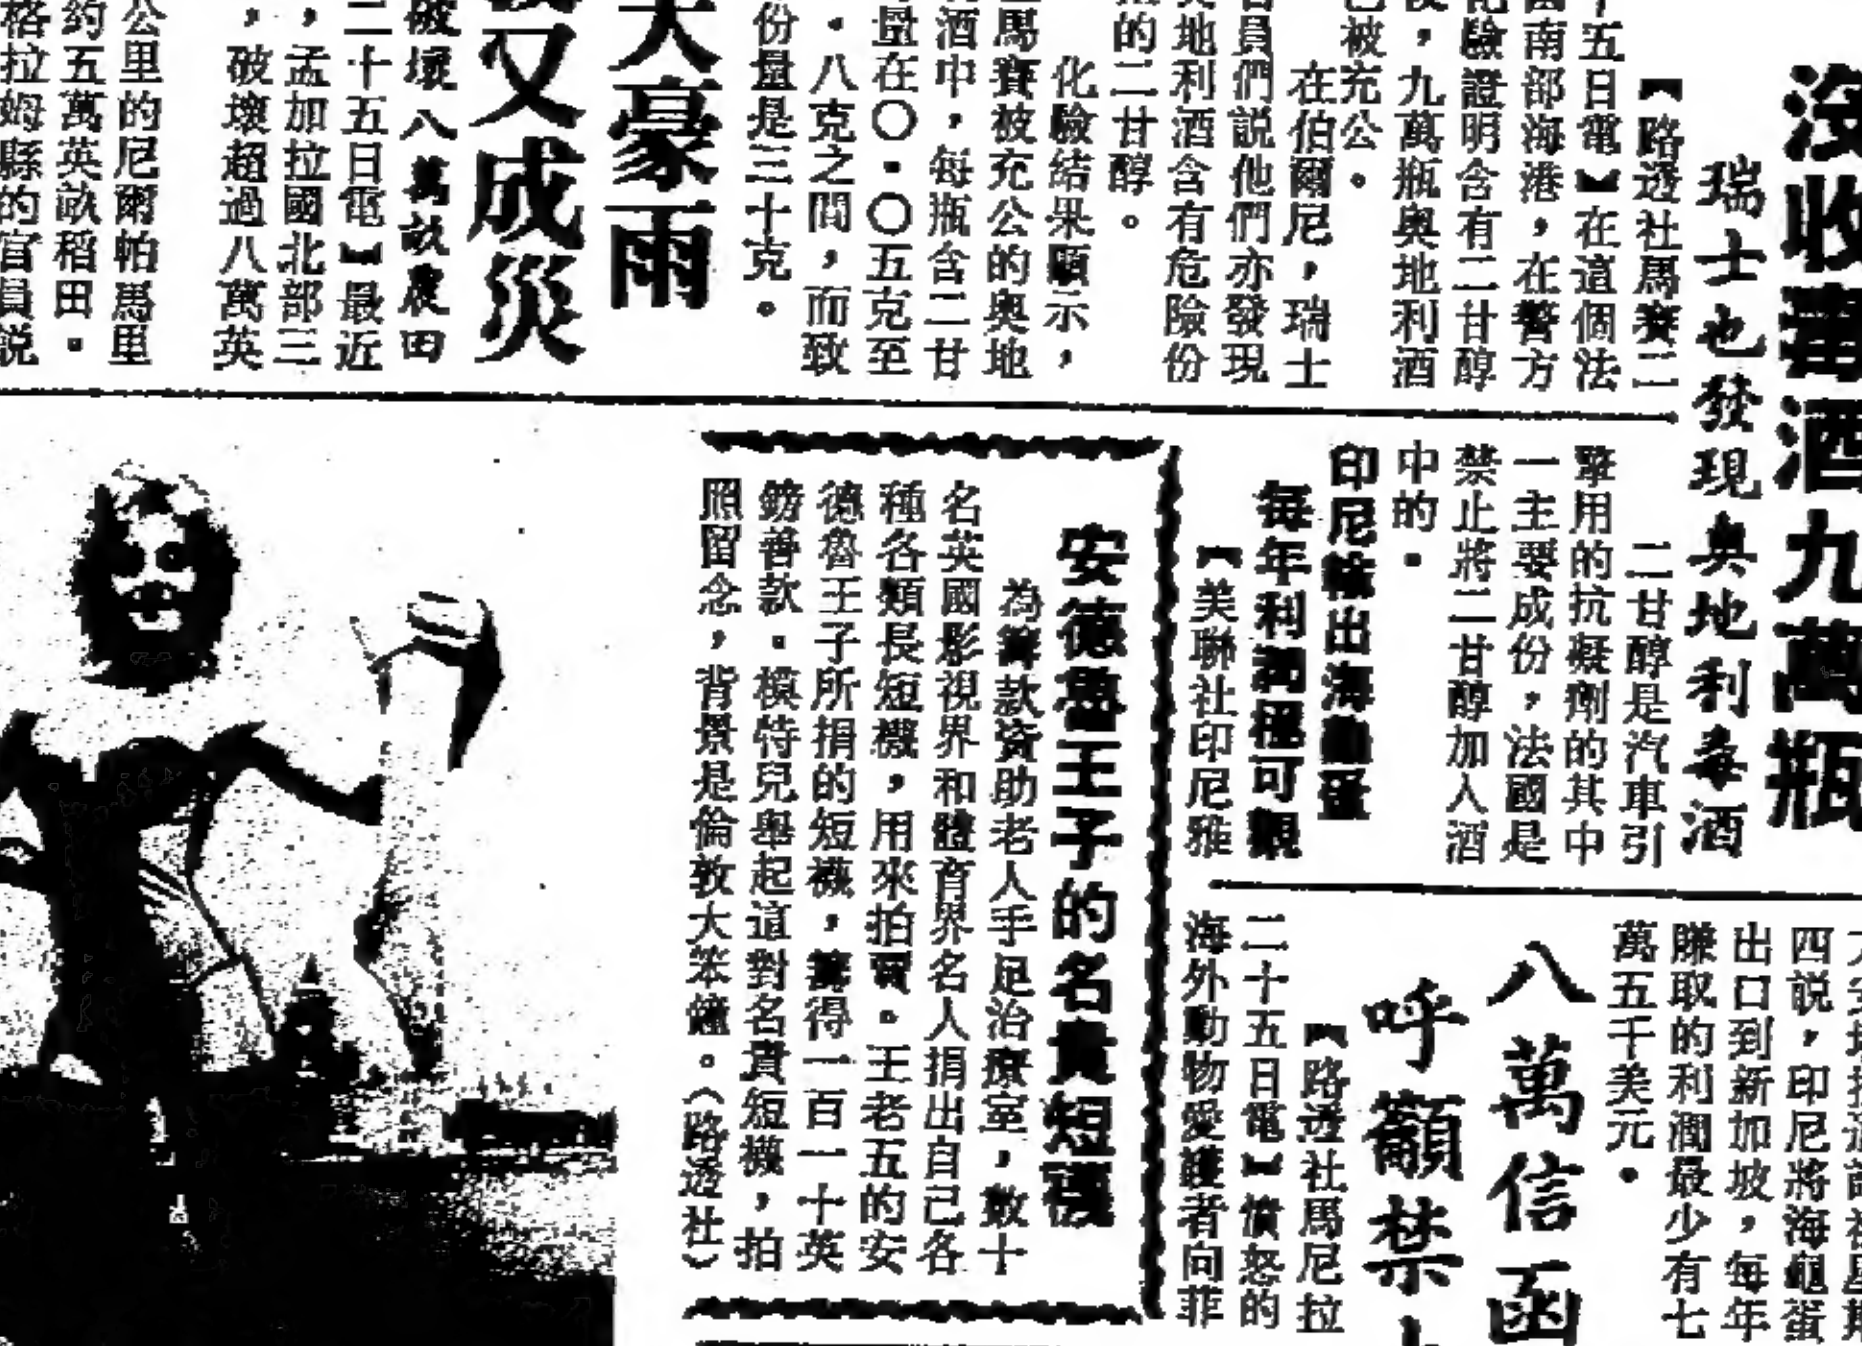 沒收毒酒九萬瓶
瑞士也發現奧地利毒酒
【路透社馬賽二
十五日電】在這個法
國南部海港，在警方
化驗證明含有二甘醇
，九萬瓶奧地利酒
已被充公。
在伯爾尼，瑞士
官員們説他們亦發現
奧地利酒含有危險份
的二甘醇。
化驗結果顯示，
馬賽被充公的奧地
酒中，每瓶含二甘
量在〇．〇五克至
．八克之間，而致
份量是三十克。
二甘醇是汽車引
擎用的抗凝劑的其中
一主要成份，法國是
禁止將二甘醇加入酒
中的．
大豪雨
又成災
破壞八萬畝農田
二十五日電】最近
，孟加拉國北部三
，破壞超過八萬英
公里的尼爾帕馬里
約五萬英畝稻田．
格拉姆縣的官員説
印尼輸出海龜蛋
每年利潤極可觀
【美聯社印尼雅
四説，印尼將海龜蛋
出口到新加坡，每年
賺取的利潤最少有七
萬五千美元．
八萬信函
呼籲禁
【路透社馬尼拉
二十五日電】憤怒的
海外動物愛護者向菲
安德魯王子的名貴短襪
為籌款資助老人手足治療室，數十
名英國影視界和體育界名人捐出自己各
種各類長短襪，用來拍賣。王老五的安
德魯王子所捐的短襪，籌得一百一十英
鎊善款．模特兒舉起這對名貴短襪，拍
照留念，背景是倫敦大笨鐘。（路透社）